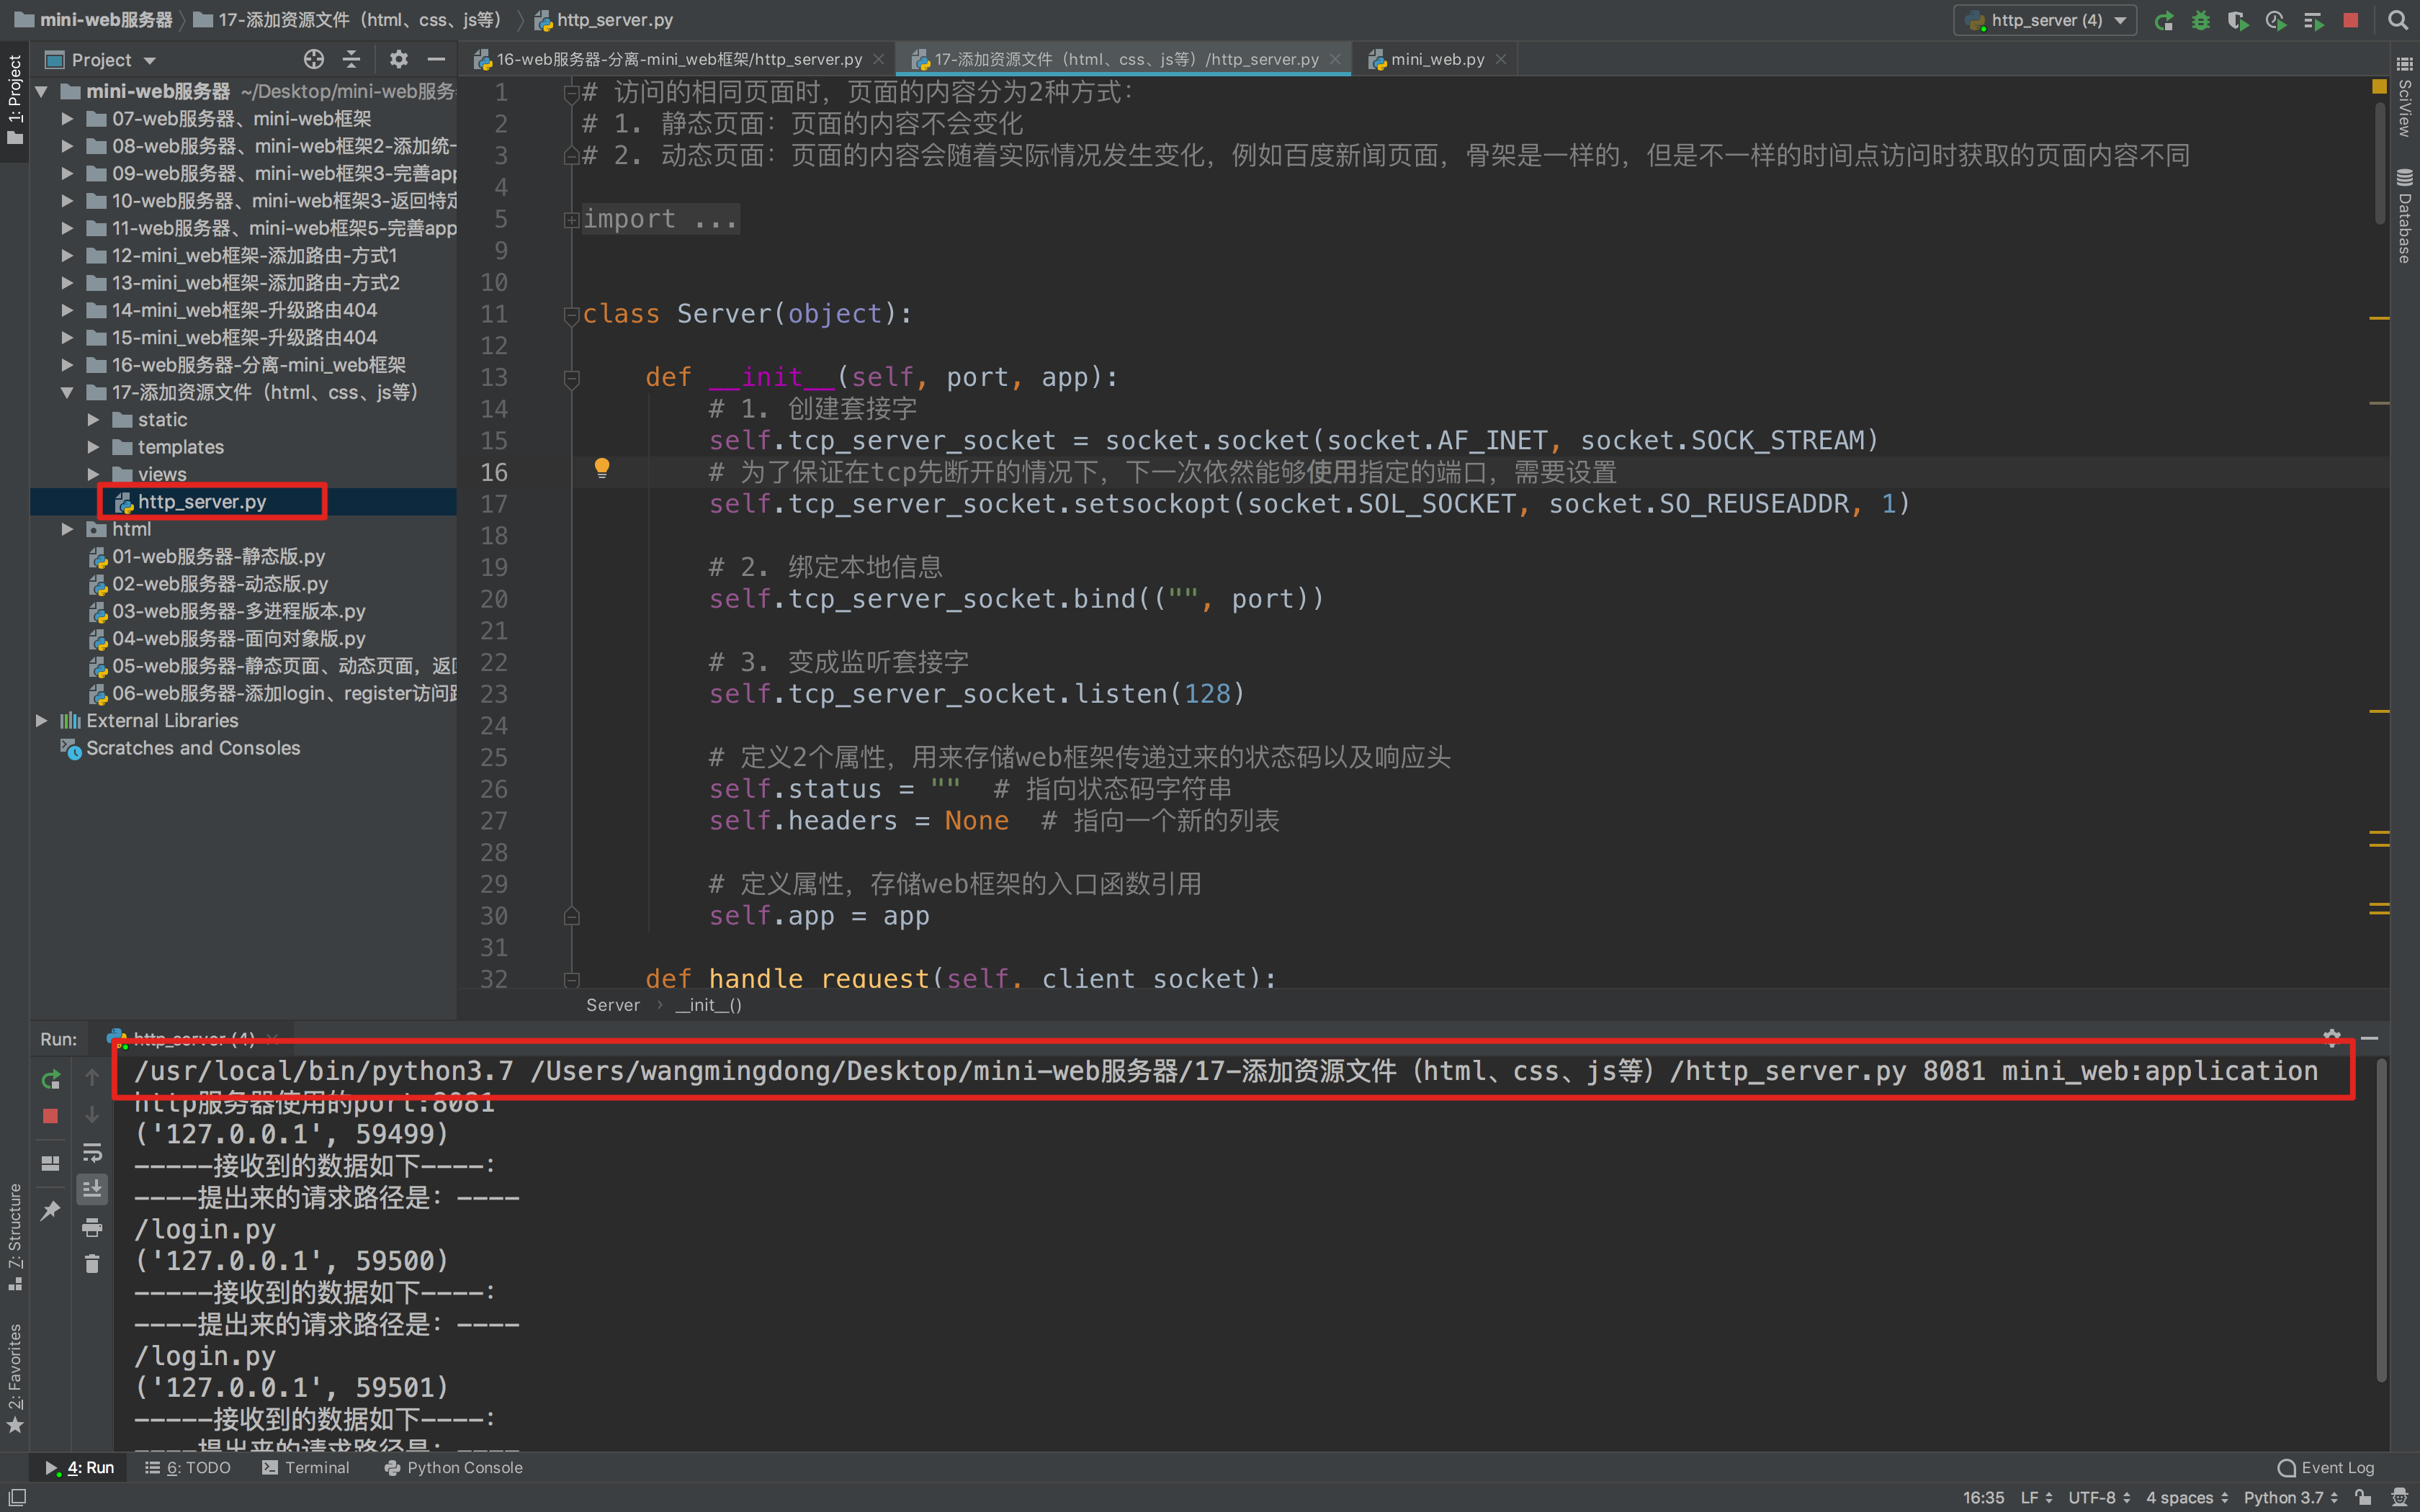 mini-web服务器 17-添加资源文件（html、css、js等） http_server.py
http_server (4)
Project
16-web服务器-分离-mini_web框架/http_server.py
17-添加资源文件（html、css、js等）/http_server.py
mini_web.py
1: Project
mini-web服务器 ~/Desktop/mini-web服务
07-web服务器、mini-web框架
08-web服务器、mini-web框架2-添加统一
09-web服务器、mini-web框架3-完善app
10-web服务器、mini-web框架3-返回特定
11-web服务器、mini-web框架5-完善app
12-mini_web框架-添加路由-方式1
13-mini_web框架-添加路由-方式2
14-mini_web框架-升级路由404
15-mini_web框架-升级路由404
16-web服务器-分离-mini_web框架
17-添加资源文件（html、css、js等）
static
templates
views
http_server.py
html
01-web服务器-静态版.py
02-web服务器-动态版.py
03-web服务器-多进程版本.py
04-web服务器-面向对象版.py
05-web服务器-静态页面、动态页面，返回
06-web服务器-添加login、register访问路
External Libraries
Scratches and Consoles
1 # 访问的相同页面时，页面的内容分为2种方式：
2 # 1. 静态页面：页面的内容不会变化
3 # 2. 动态页面：页面的内容会随着实际情况发生变化，例如百度新闻页面，骨架是一样的，但是不一样的时间点访问时获取的页面内容不同
4
5 import ...
9
10
11 class Server(object):
12
13 def __init__(self, port, app):
14 # 1. 创建套接字
15 self.tcp_server_socket = socket.socket(socket.AF_INET, socket.SOCK_STREAM)
16 # 为了保证在tcp先断开的情况下，下一次依然能够使用指定的端口，需要设置
17 self.tcp_server_socket.setsockopt(socket.SOL_SOCKET, socket.SO_REUSEADDR, 1)
18
19 # 2. 绑定本地信息
20 self.tcp_server_socket.bind(("", port))
21
22 # 3. 变成监听套接字
23 self.tcp_server_socket.listen(128)
24
25 # 定义2个属性，用来存储web框架传递过来的状态码以及响应头
26 self.status = "" # 指向状态码字符串
27 self.headers = None # 指向一个新的列表
28
29 # 定义属性，存储web框架的入口函数引用
30 self.app = app
31
32 def handle_request(self, client_socket):
Server › __init__()
SciView
Database
Run: http_server (4)
/usr/local/bin/python3.7 /Users/wangmingdong/Desktop/mini-web服务器/17-添加资源文件（html、css、js等）/http_server.py 8081 mini_web:application
http服务器使用的port:8081
('127.0.0.1', 59499)
-----接收到的数据如下----：
----提出来的请求路径是：----
/login.py
('127.0.0.1', 59500)
-----接收到的数据如下----：
----提出来的请求路径是：----
/login.py
('127.0.0.1', 59501)
-----接收到的数据如下----：
----提出来的请求路径是：----
7: Structure
2: Favorites
4: Run 6: TODO Terminal Python Console Event Log
16:35 LF UTF-8 4 spaces Python 3.7